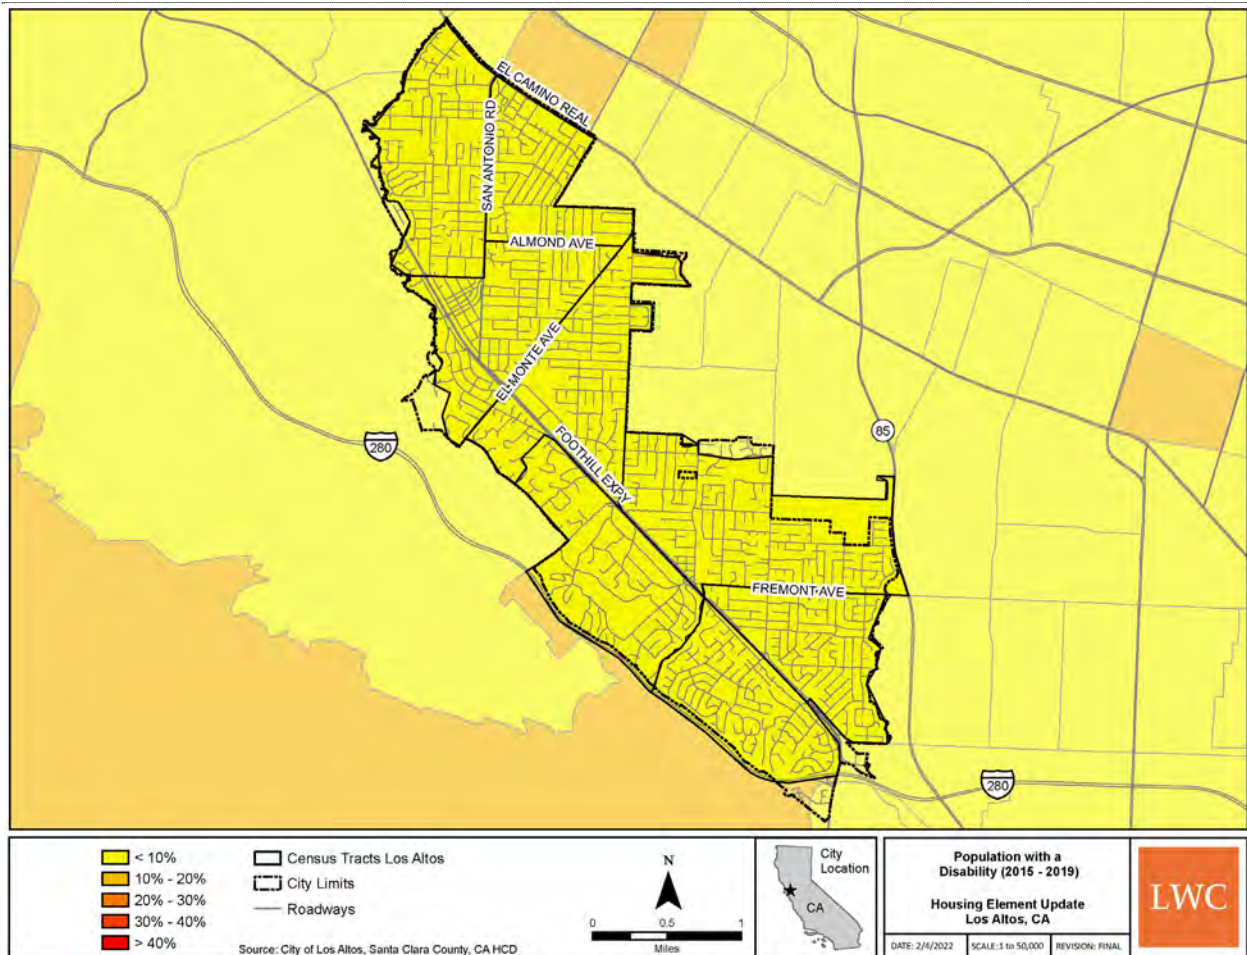 EL CAMINO REAL
SAN ANTONIO RD
ALMOND AVE
EL MONTE AVE
FOOTHILL EXPY
280
85
FREMONT AVE
280
< 10%
10% - 20%
20% - 30%
30% - 40%
> 40%
Census Tracts Los Altos
City Limits
Roadways
Source: City of Los Altos, Santa Clara County, CA HCD
N
0 0.5 1
Miles
City
Location
CA
Population with a
Disability (2015 - 2019)
Housing Element Update
Los Altos, CA
DATE: 2/4/2022 SCALE:1 to 50,000 REVISION: FINAL
LWC